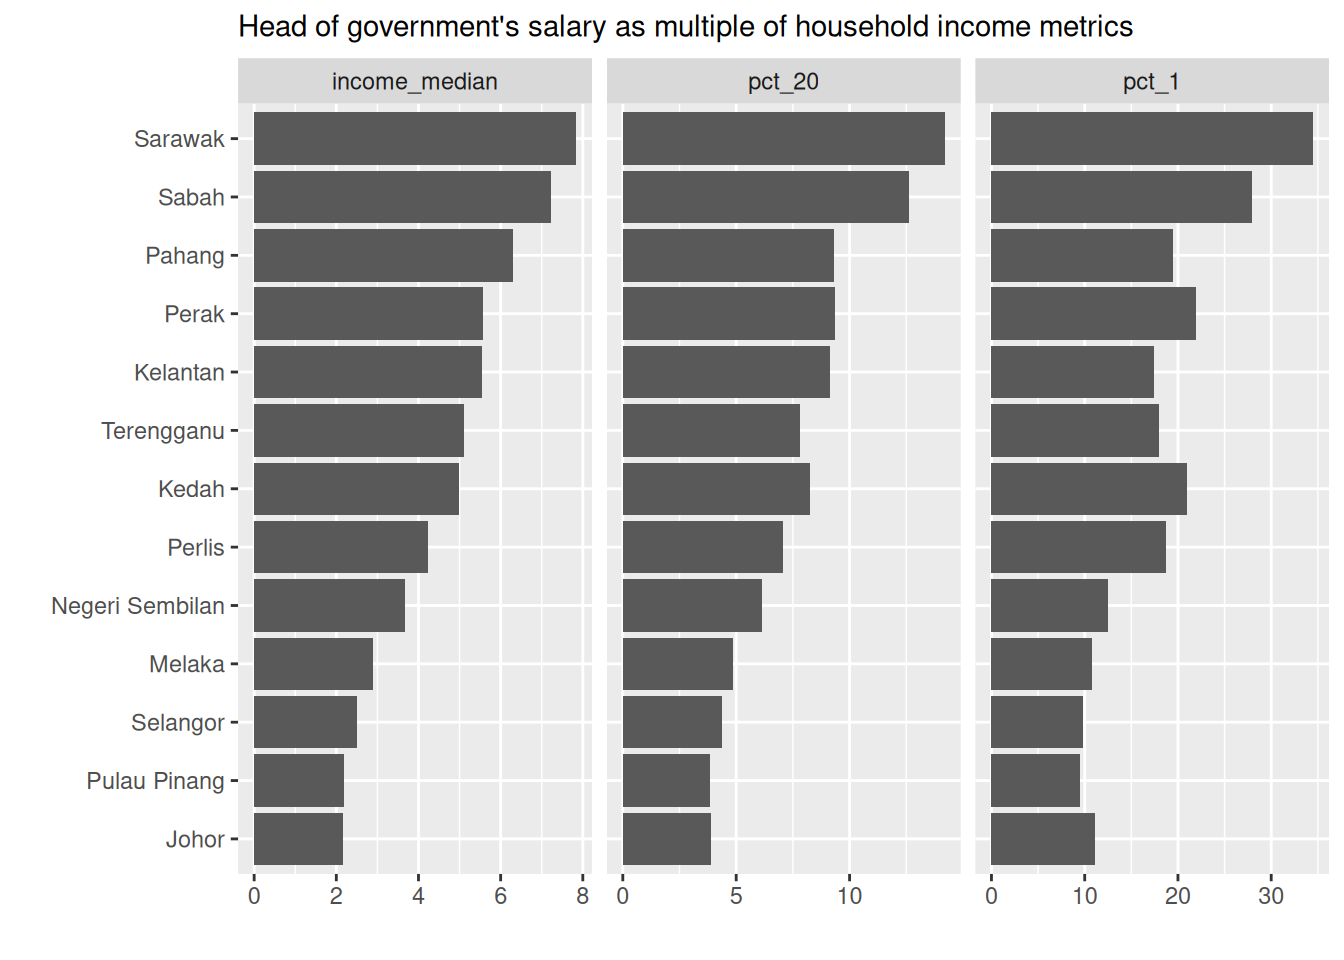 Head of government's salary as multiple of household income metrics
income_median pct_20 pct_1
Sarawak
Sabah
Pahang
Perak
Kelantan
Terengganu
Kedah
Perlis
Negeri Sembilan
Melaka
Selangor
Pulau Pinang
Johor
0 2 4 6 8 0 5 10 0 10 20 30